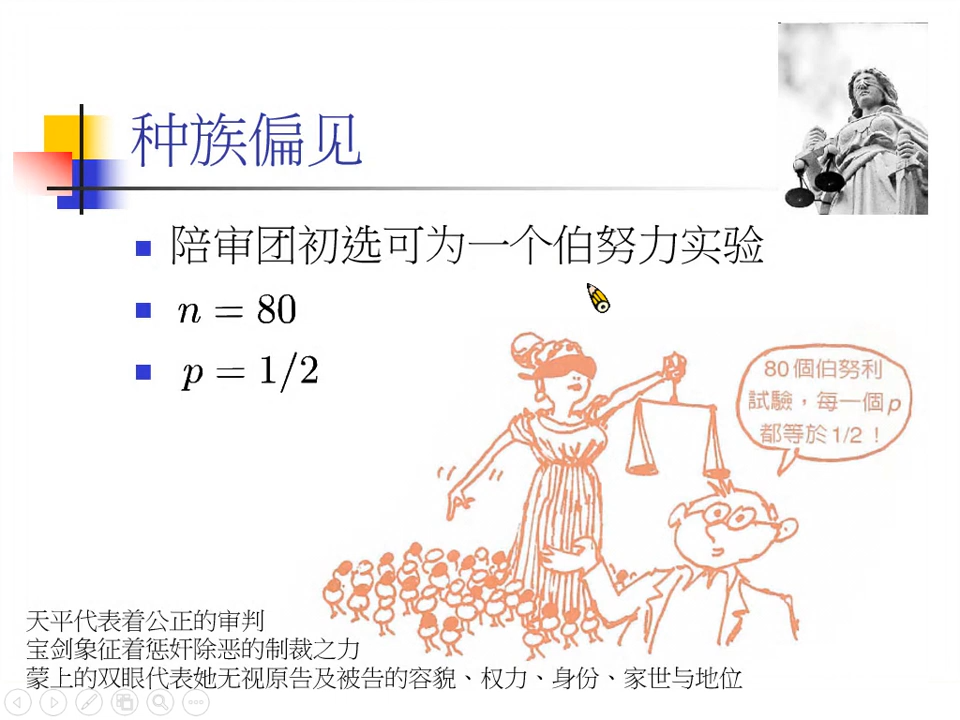 种族偏见
陪审团初选可为一个伯努力实验
n = 80
p = 1/2
80個伯努利
試驗，每一個p
都等於1/2！
天平代表着公正的审判
宝剑象征着惩奸除恶的制裁之力
蒙上的双眼代表她无视原告及被告的容貌、权力、身份、家世与地位